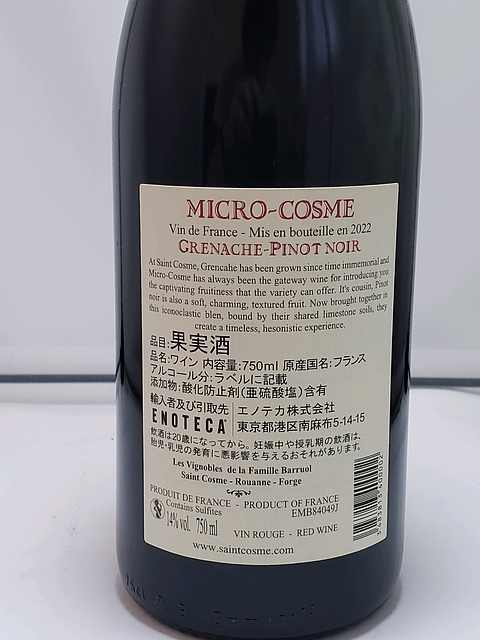 MICRO-COSME
Vin de France - Mis en bouteille en 2022
GRENACHE-PINOT NOIR
At Saint Cosme, Grencahe has been grown since time immemorial and
Micro-Cosme has always been the gateway wine for introducing you
the captivating fruitiness that the variety can offer. It's cousin, Pinot
noir is also a soft, charming, textured fruit. Now brought together in
this iconoclastic blen, bound by their shared limestone soils, they
create a timeless, hesonistic experience.
品目:果実酒
品名:ワイン 内容量:750ml 原産国名:フランス
アルコール分:ラベルに記載
添加物:酸化防止剤(亜硫酸塩)含有
輸入者及び引取先
ENOTECA
エノテカ株式会社
東京都港区南麻布5-14-15
飲酒は20歳になってから。妊娠中や授乳期の飲酒は、
胎児・乳児の発育に悪影響を与えるおそれがあります。
Les Vignobles de la Famille Barruol
Saint Cosme - Rouanne - Forge
PRODUIT DE FRANCE - PRODUCT OF FRANCE
Contains Sulfites
EMB84049J
14% vol. 750 ml
VIN ROUGE - RED WINE
www.saintcosme.com